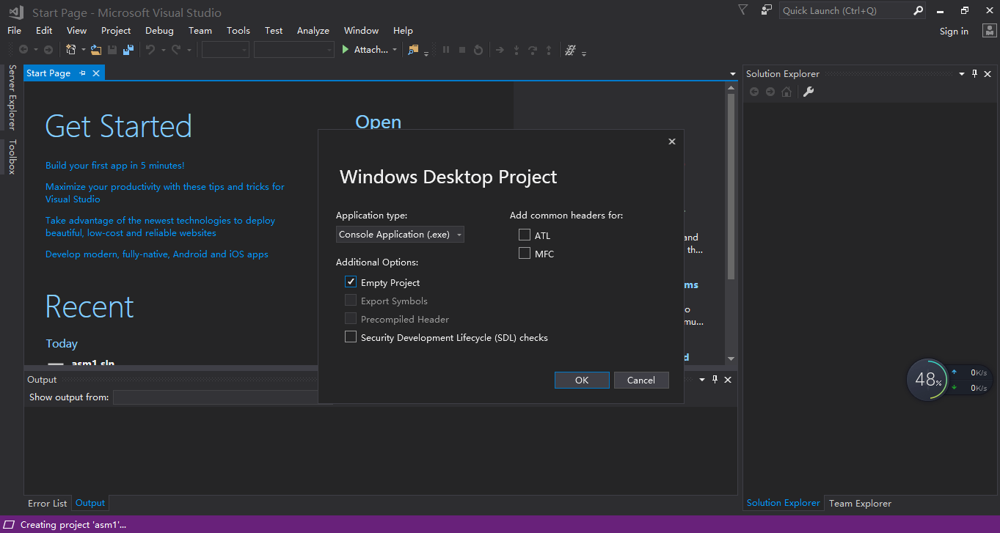 Start Page - Microsoft Visual Studio
Quick Launch (Ctrl+Q)
File Edit View Project Debug Team Tools Test Analyze Window Help
Sign in
Attach...
Server Explorer
Toolbox
Start Page
Get Started
Build your first app in 5 minutes!
Maximize your productivity with these tips and tricks for
Visual Studio
Take advantage of the newest technologies to deploy
beautiful, low-cost and reliable websites
Develop modern, fully-native, Android and iOS apps
Recent
Today
asm1.sln
Open
Windows Desktop Project
Application type:
Console Application (.exe)
Additional Options:
Empty Project
Export Symbols
Precompiled Header
Security Development Lifecycle (SDL) checks
Add common headers for:
ATL
MFC
OK Cancel
and
th...
ms
o
mu...
d
Solution Explorer
48%
0K/s
0K/s
Output
Show output from:
Error List Output
Solution Explorer Team Explorer
Creating project 'asm1'...